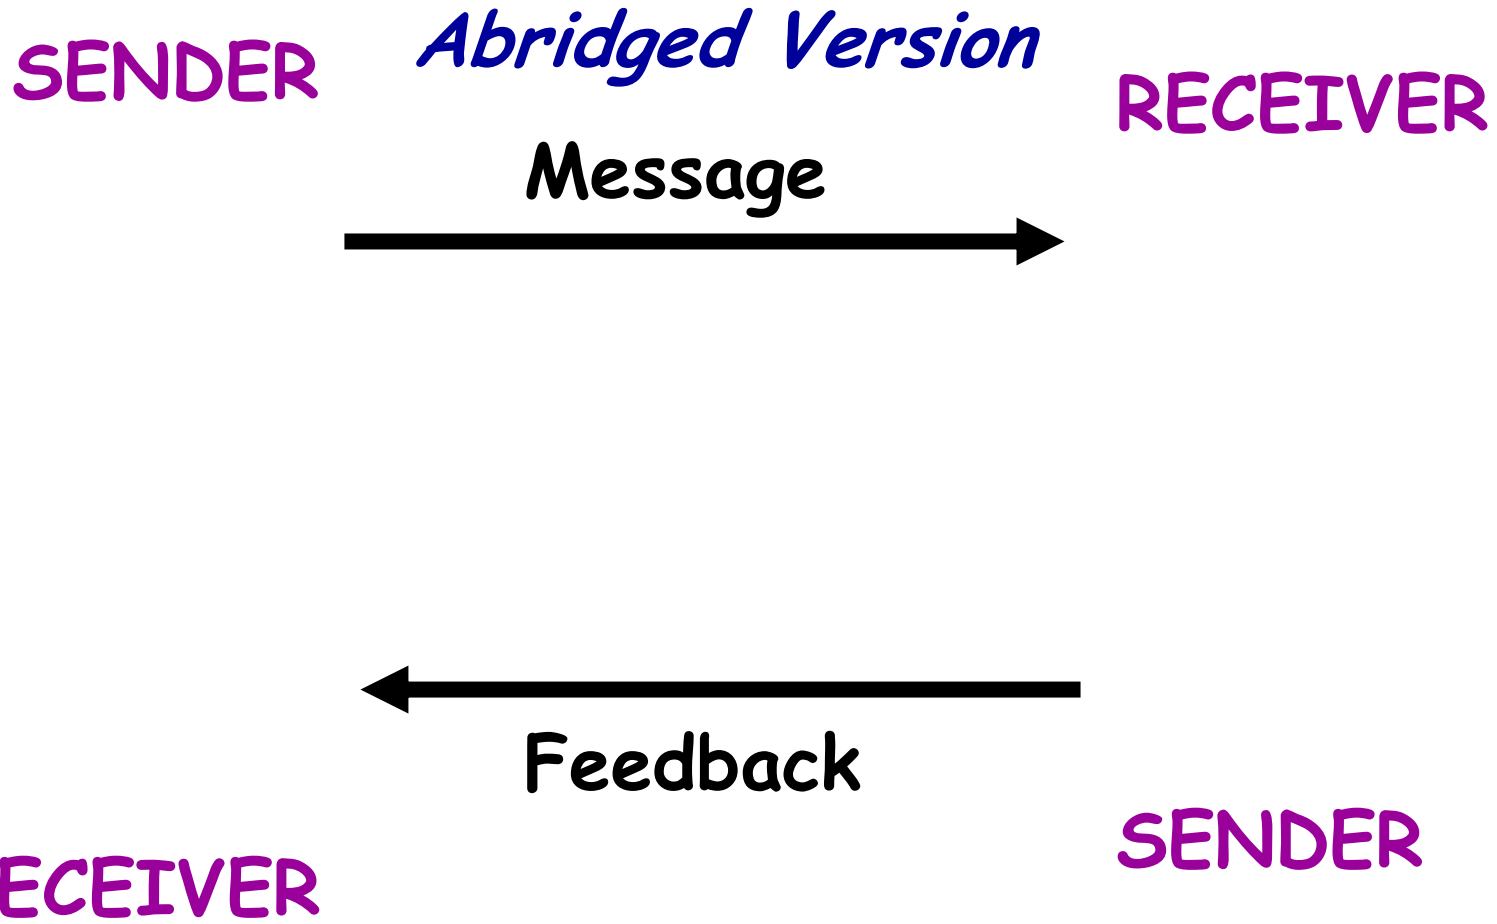 SENDER
Abridged Version
RECEIVER
Message
Feedback
SENDER
ECEIVER